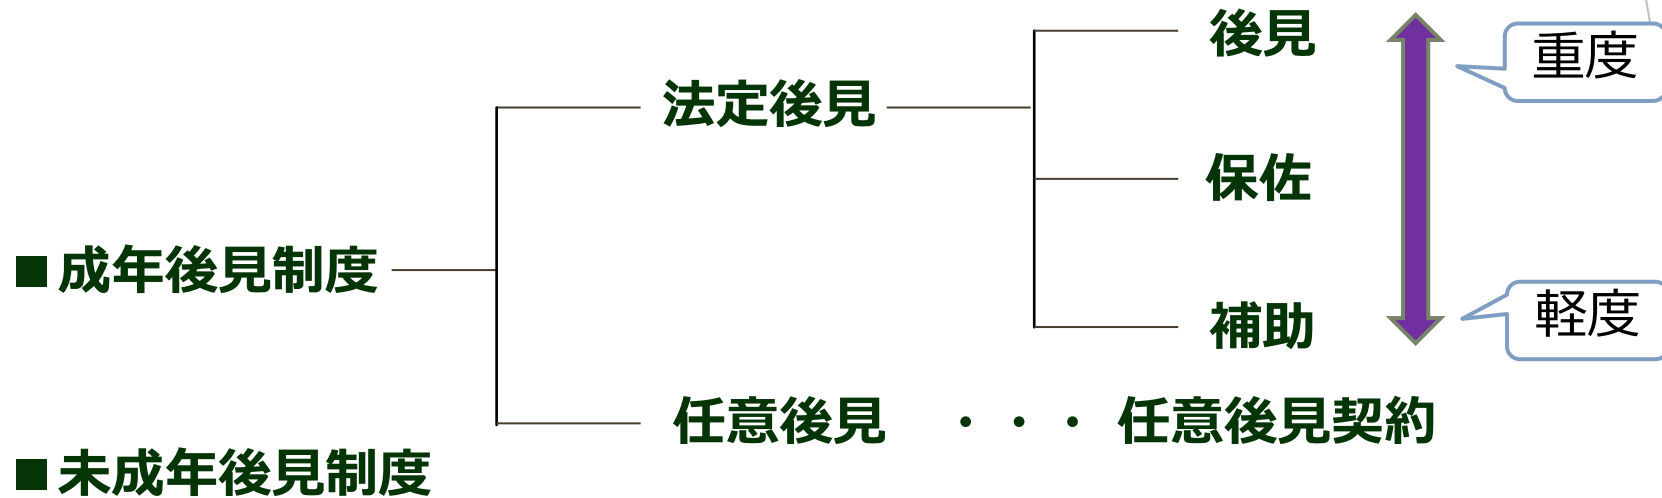 後見
重度
法定後見
保佐
■成年後見制度
補助
軽度
任意後見 ・・・ 任意後見契約
■未成年後見制度